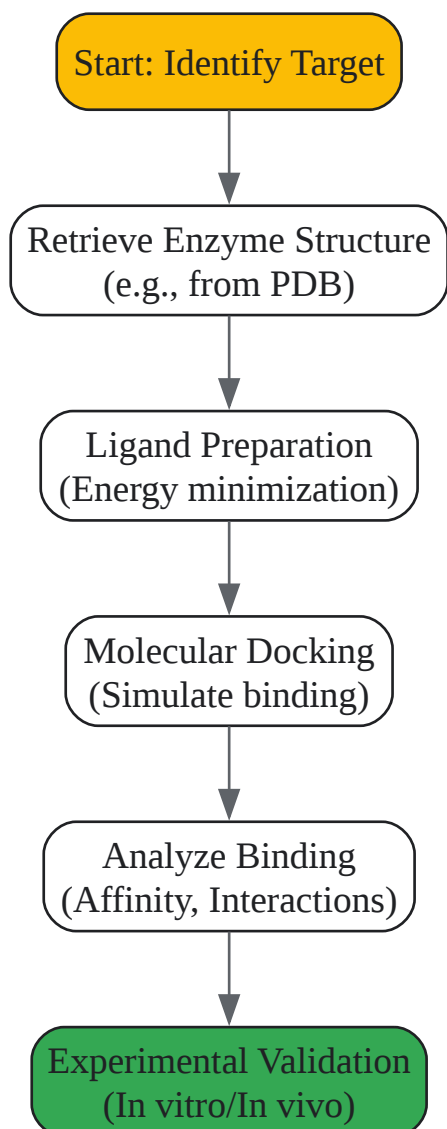 Start: Identify Target
Retrieve Enzyme Structure
(e.g., from PDB)
Ligand Preparation
(Energy minimization)
Molecular Docking
(Simulate binding)
Analyze Binding
(Affinity, Interactions)
Experimental Validation
(In vitro/In vivo)